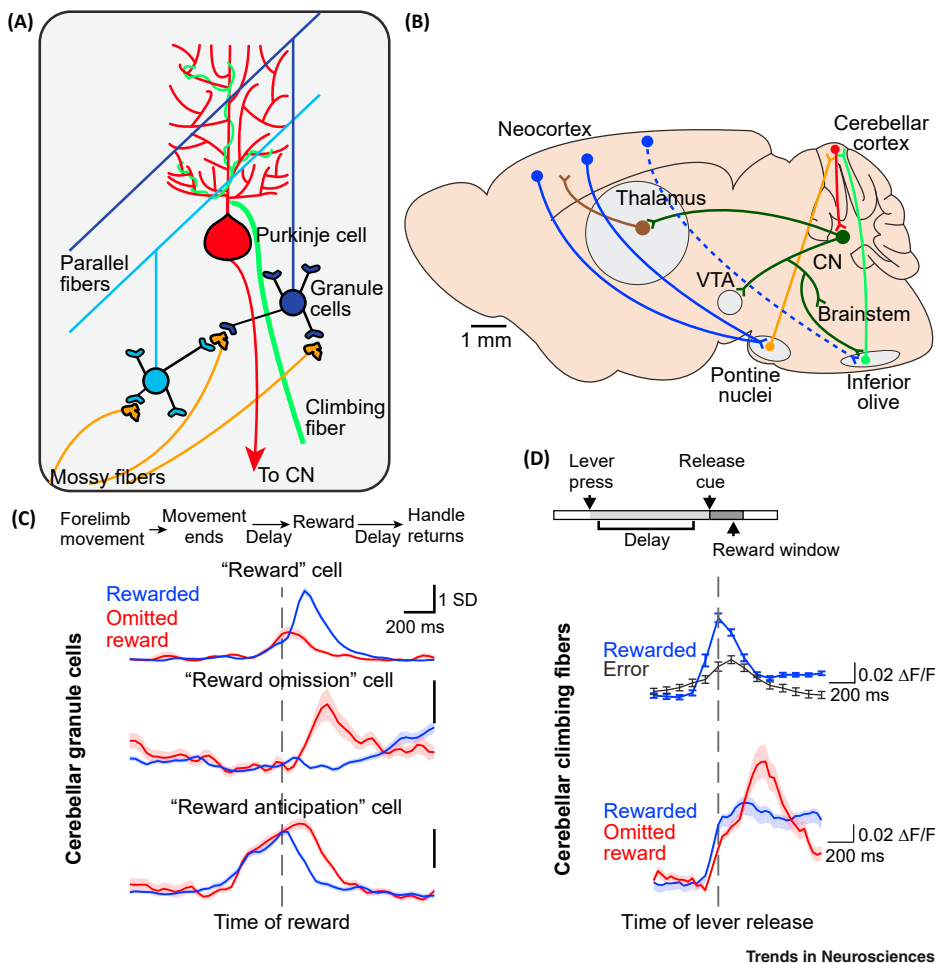 (A)
Purkinje cell
Parallel
fibers
Granule
cells
Climbing
fiber
Mossy fibers
To CN
(B)
Neocortex
Cerebellar
cortex
Thalamus
CN
VTA
Brainstem
1 mm
Pontine
nuclei
Inferior
olive
(C)
Forelimb
movement
Movement
ends
Delay
Reward
Delay
Handle
returns
Cerebellar granule cells
“Reward” cell
Rewarded
Omitted
reward
1 SD
200 ms
“Reward omission” cell
“Reward anticipation” cell
Time of reward
(D)
Lever
press
Release
cue
Delay
Reward window
Cerebellar climbing fibers
Rewarded
Error
0.02 ΔF/F
200 ms
Rewarded
Omitted
reward
0.02 ΔF/F
200 ms
Time of lever release
Trends in Neurosciences